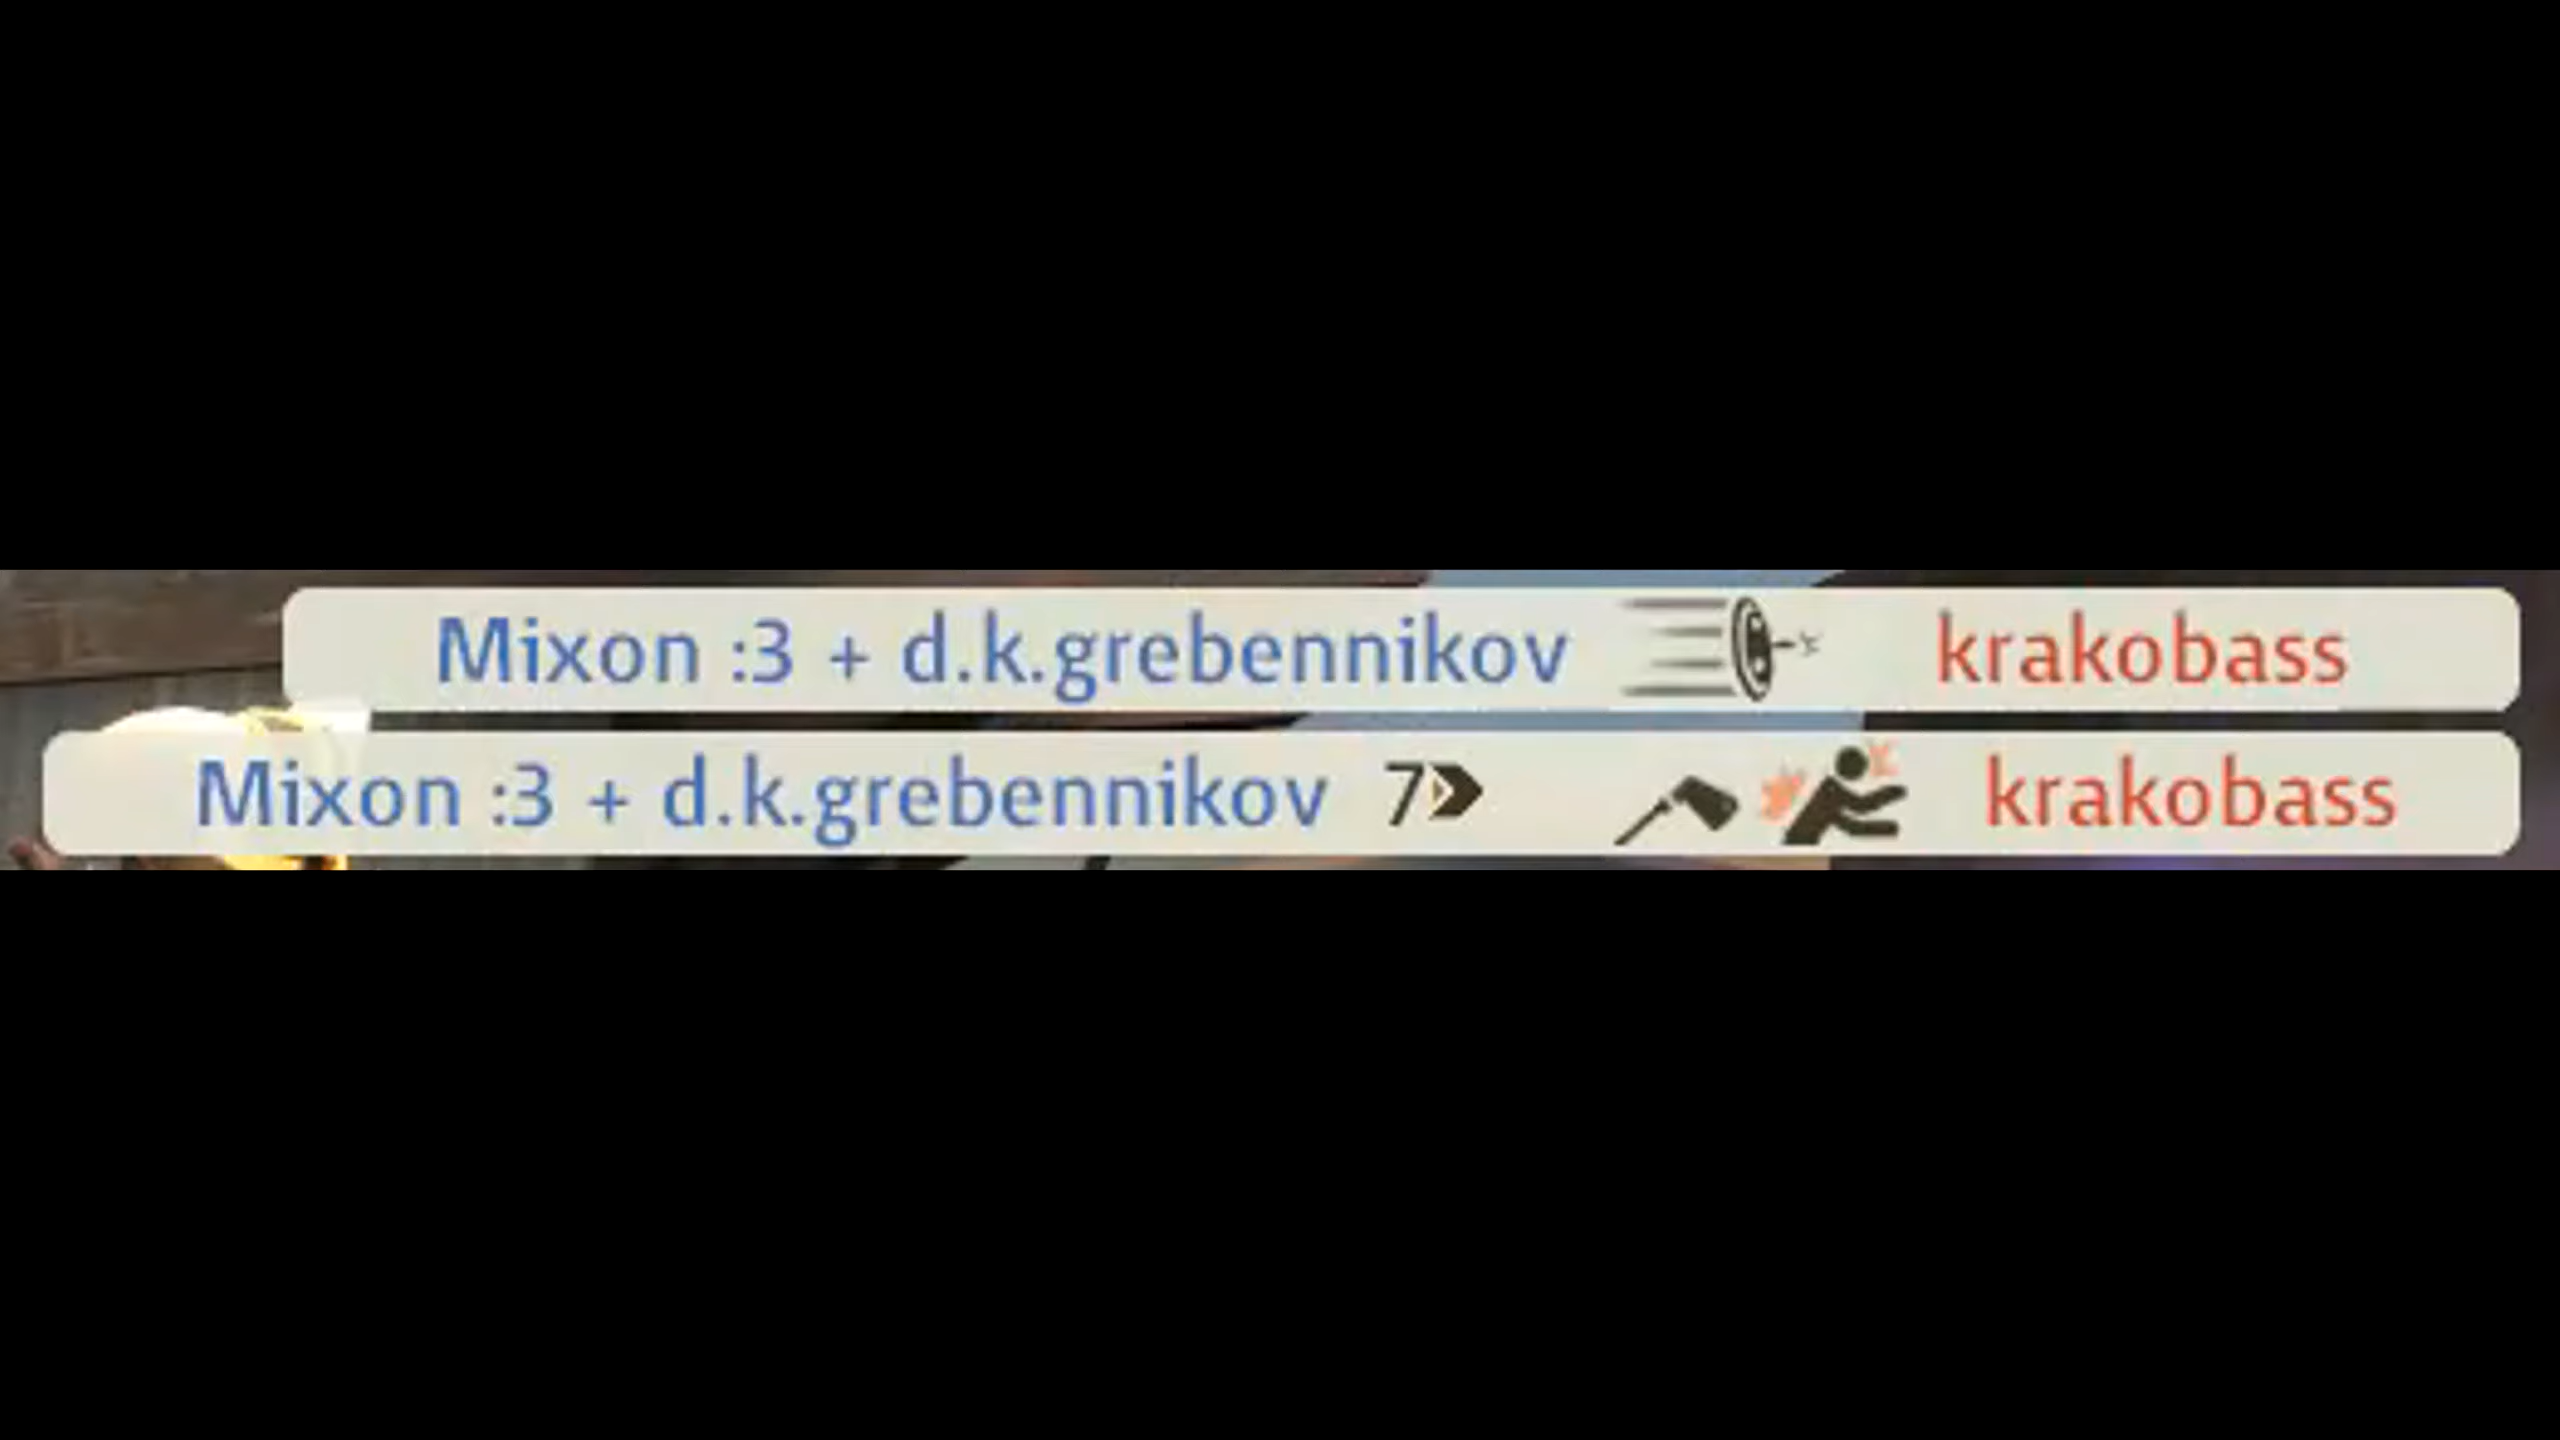 Mixon :3 + d.k.grebennikov krakobass
Mixon :3 + d.k.grebennikov 7 krakobass